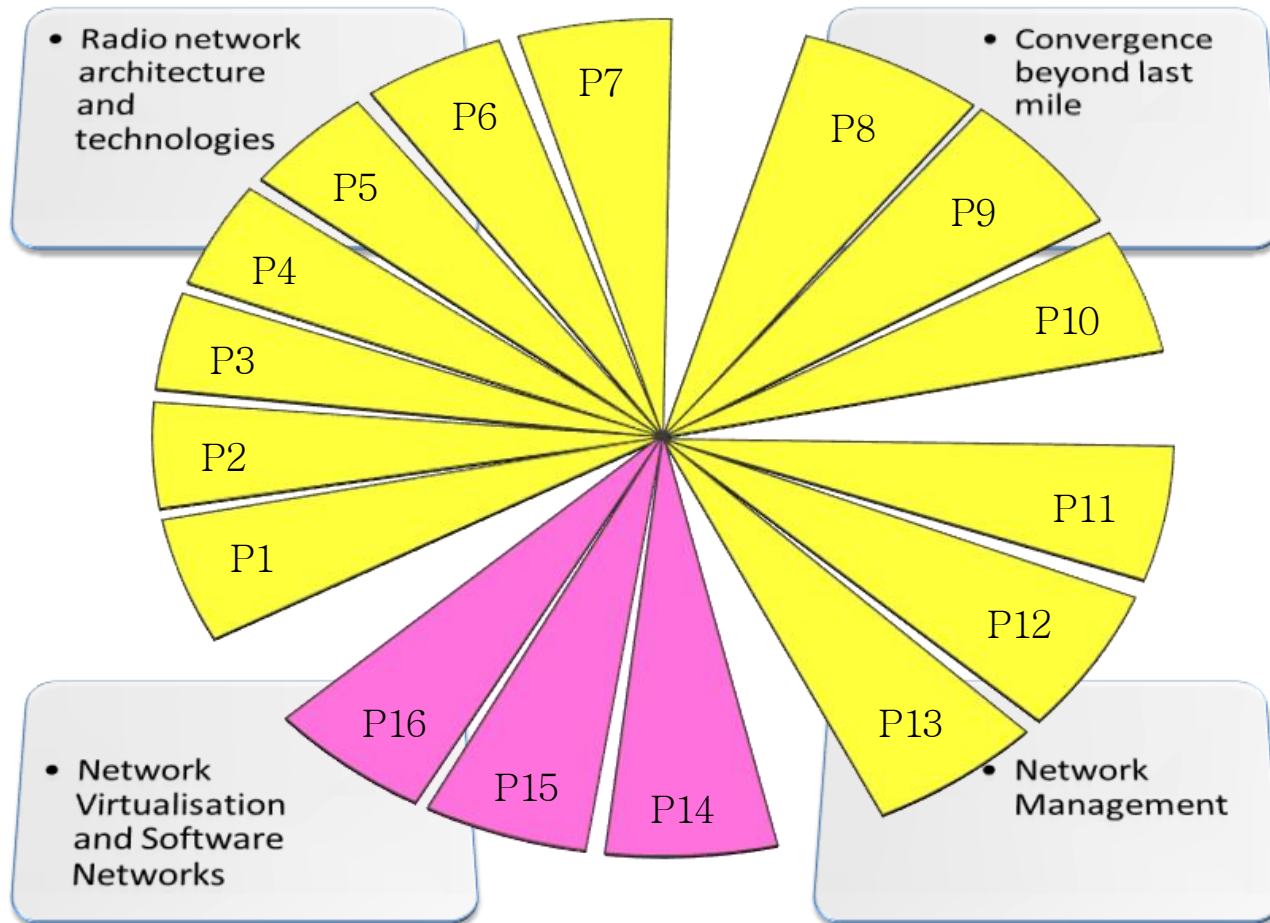 • Radio network
architecture
and
technologies
• Convergence
beyond last
mile
P7
P6
P8
P5
P9
P4
P10
P3
P2
P11
P1
P12
P16
P13
P15
P14
• Network
Virtualisation
and Software
Networks
• Network
Management